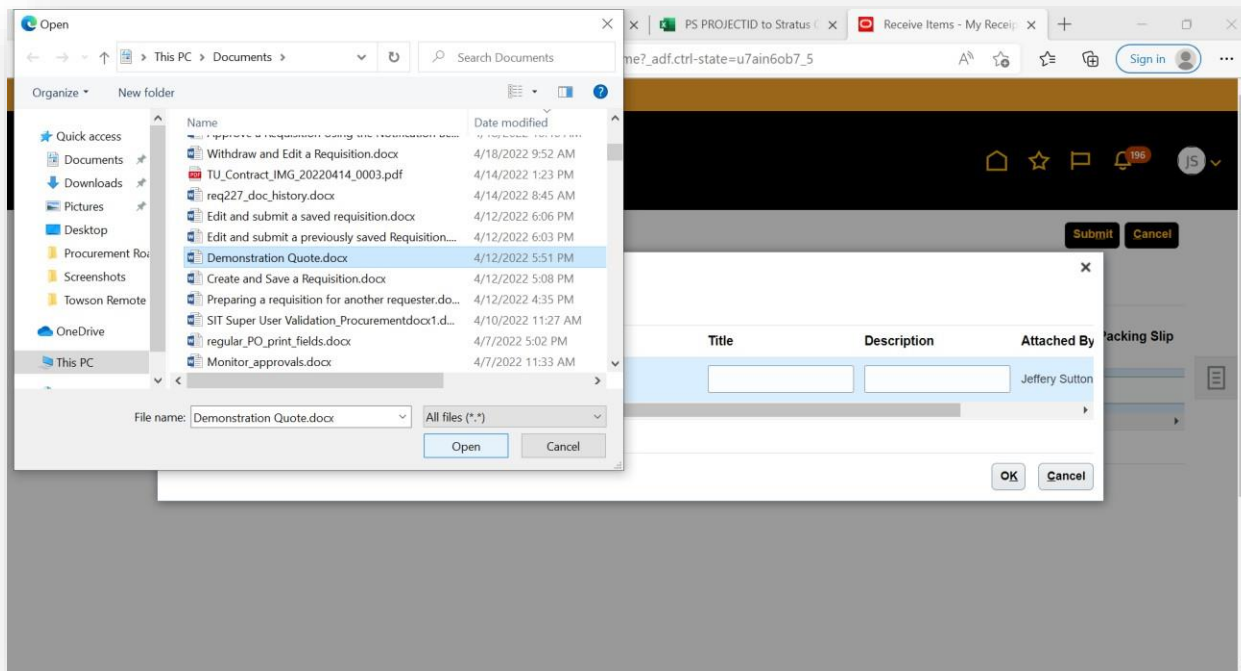 Open
PS PROJECTID to Stratus
Receive Items - My Receip
This PC > Documents >
Search Documents
me?_adf.ctrl-state=u7ain6ob7_5
Sign in
Organize
New folder
Name
Date modified
Quick access
Documents
Downloads
Pictures
Desktop
Procurement Roa
Screenshots
Towson Remote
OneDrive
This PC
Withdraw and Edit a Requisition.docx 4/18/2022 9:52 AM
TU_Contract_IMG_20220414_0003.pdf 4/14/2022 1:23 PM
req227_doc_history.docx 4/14/2022 8:45 AM
Edit and submit a saved requisition.docx 4/12/2022 6:06 PM
Edit and submit a previously saved Requisition.... 4/12/2022 6:03 PM
Demonstration Quote.docx 4/12/2022 5:51 PM
Create and Save a Requisition.docx 4/12/2022 5:08 PM
Preparing a requisition for another requester.do... 4/12/2022 4:35 PM
SIT Super User Validation_Procurementdocx1.d... 4/10/2022 11:27 AM
regular_PO_print_fields.docx 4/7/2022 5:02 PM
Monitor_approvals.docx 4/7/2022 11:33 AM
File name: Demonstration Quote.docx
All files (*.*)
Open
Cancel
196
JS
Submit
Cancel
Title
Description
Attached By
Packing Slip
Jeffery Sutton
OK
Cancel